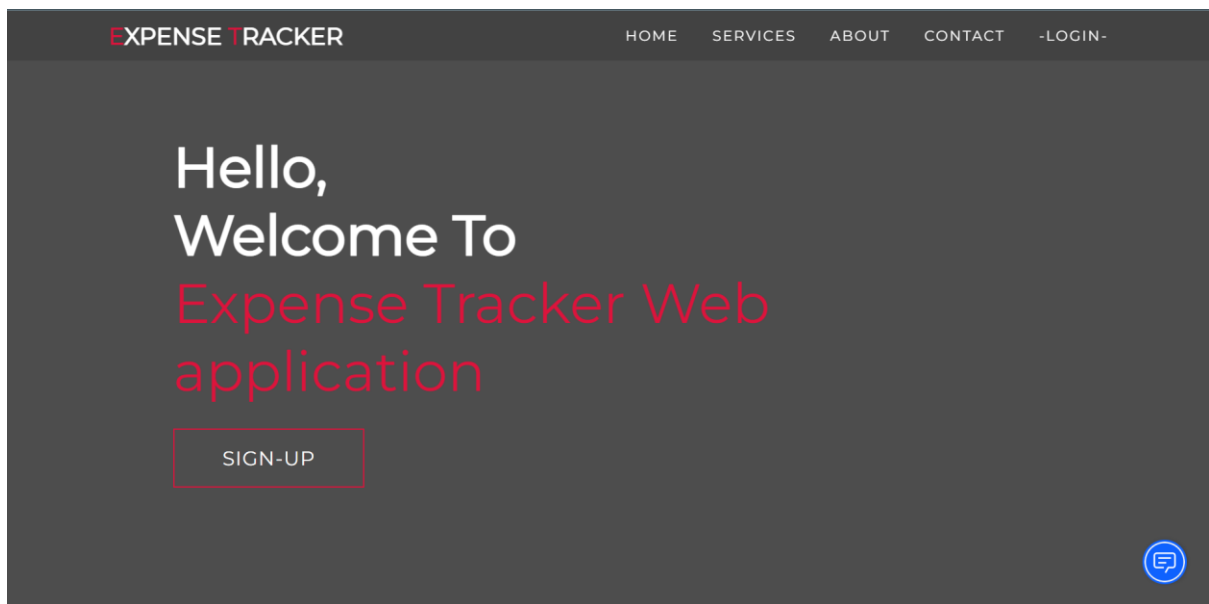 EXPENSE TRACKER
HOME SERVICES ABOUT CONTACT -LOGIN-
Hello,
Welcome To
Expense Tracker Web
application
SIGN-UP